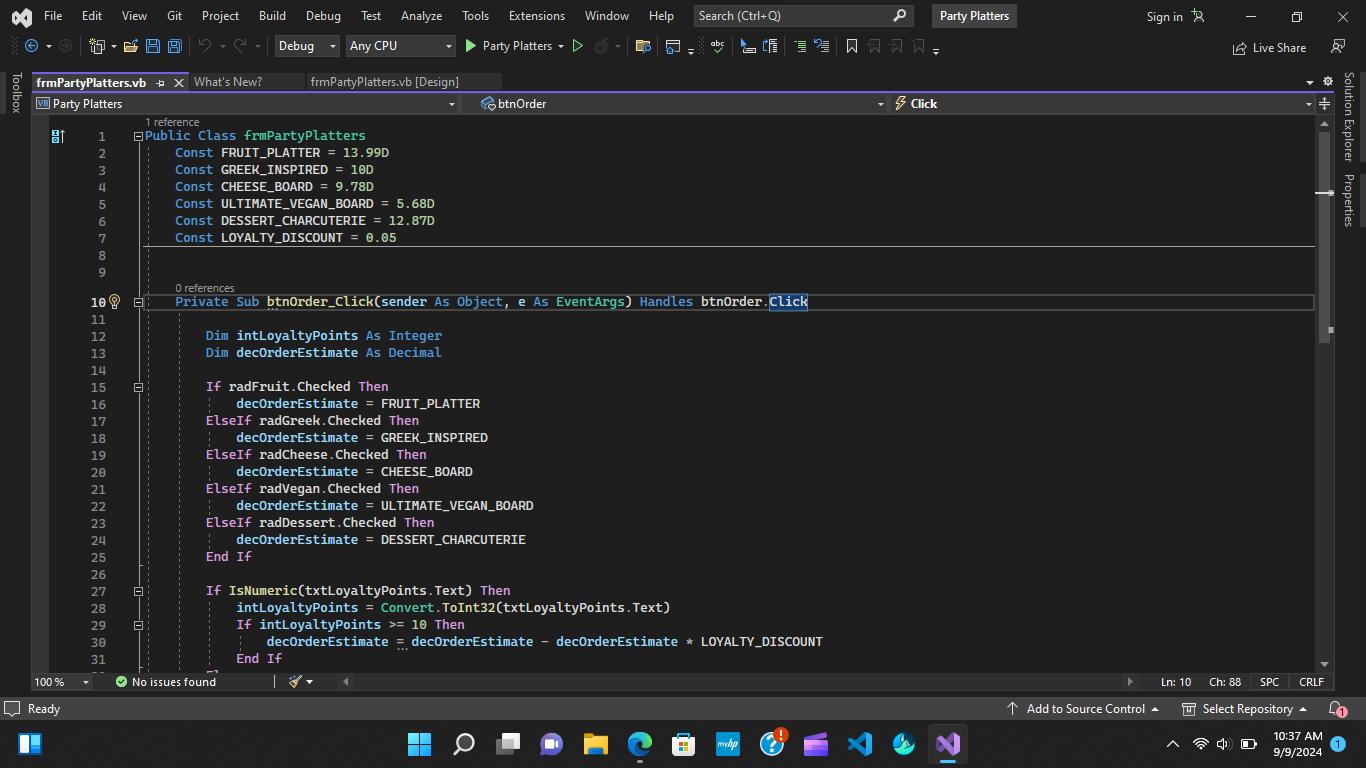 File Edit View Git Project Build Debug Test Analyze Tools Extensions Window Help Search (Ctrl+Q) Party Platters Sign in
Debug Any CPU Party Platters Live Share
Toolbox
frmPartyPlatters.vb What's New? frmPartyPlatters.vb [Design]
Solution Explorer
Properties
VB Party Platters btnOrder Click
1 reference
1 Public Class frmPartyPlatters
2 Const FRUIT_PLATTER = 13.99D
3 Const GREEK_INSPIRED = 10D
4 Const CHEESE_BOARD = 9.78D
5 Const ULTIMATE_VEGAN_BOARD = 5.68D
6 Const DESSERT_CHARCUTERIE = 12.87D
7 Const LOYALTY_DISCOUNT = 0.05
8
9
0 references
10 Private Sub btnOrder_Click(sender As Object, e As EventArgs) Handles btnOrder.Click
11
12 Dim intLoyaltyPoints As Integer
13 Dim decOrderEstimate As Decimal
14
15 If radFruit.Checked Then
16 decOrderEstimate = FRUIT_PLATTER
17 ElseIf radGreek.Checked Then
18 decOrderEstimate = GREEK_INSPIRED
19 ElseIf radCheese.Checked Then
20 decOrderEstimate = CHEESE_BOARD
21 ElseIf radVegan.Checked Then
22 decOrderEstimate = ULTIMATE_VEGAN_BOARD
23 ElseIf radDessert.Checked Then
24 decOrderEstimate = DESSERT_CHARCUTERIE
25 End If
26
27 If IsNumeric(txtLoyaltyPoints.Text) Then
28 intLoyaltyPoints = Convert.ToInt32(txtLoyaltyPoints.Text)
29 If intLoyaltyPoints >= 10 Then
30 decOrderEstimate = decOrderEstimate - decOrderEstimate * LOYALTY_DISCOUNT
31 End If
100 % No issues found Ln: 10 Ch: 88 SPC CRLF
Ready Add to Source Control Select Repository 1
myhp
10:37 AM
9/9/2024 1